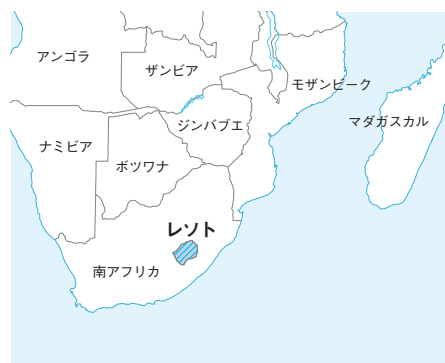 アンゴラ
ザンビア
モザンビーク
マダガスカル
ジンバブエ
ナミビア
ボツワナ
レソト
南アフリカ